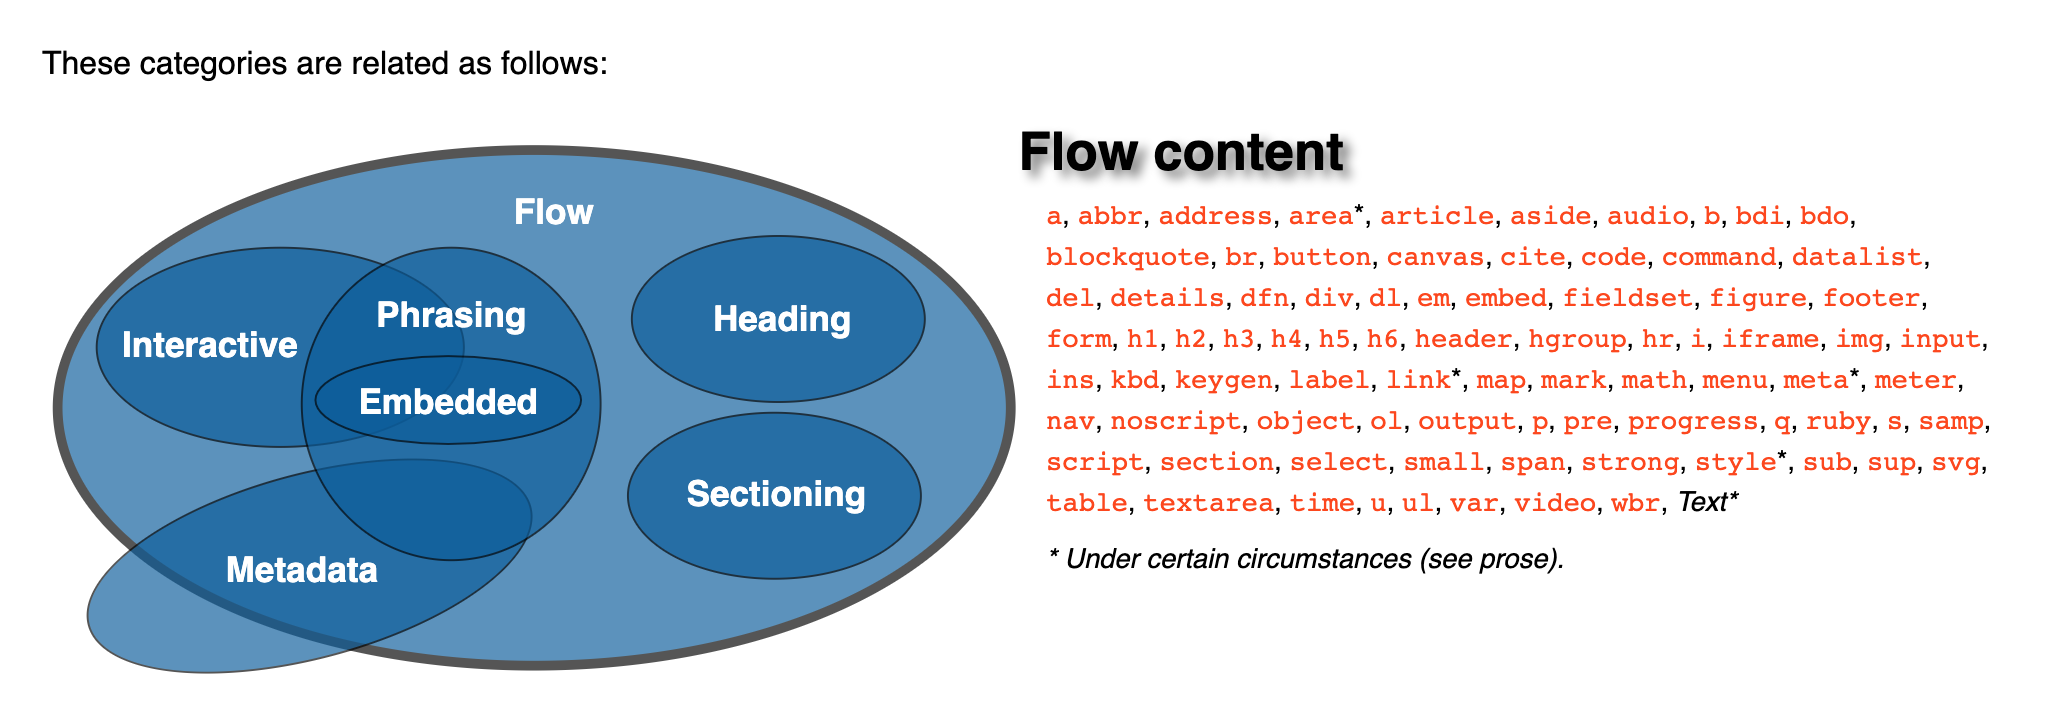 These categories are related as follows:
Flow
Phrasing
Interactive
Embedded
Heading
Sectioning
Metadata
Flow content
a, abbr, address, area*, article, aside, audio, b, bdi, bdo,
blockquote, br, button, canvas, cite, code, command, datalist,
del, details, dfn, div, dl, em, embed, fieldset, figure, footer,
form, h1, h2, h3, h4, h5, h6, header, hgroup, hr, i, iframe, img, input,
ins, kbd, keygen, label, link*, map, mark, math, menu, meta*, meter,
nav, noscript, object, ol, output, p, pre, progress, q, ruby, s, samp,
script, section, select, small, span, strong, style*, sub, sup, svg,
table, textarea, time, u, ul, var, video, wbr, Text*
* Under certain circumstances (see prose).